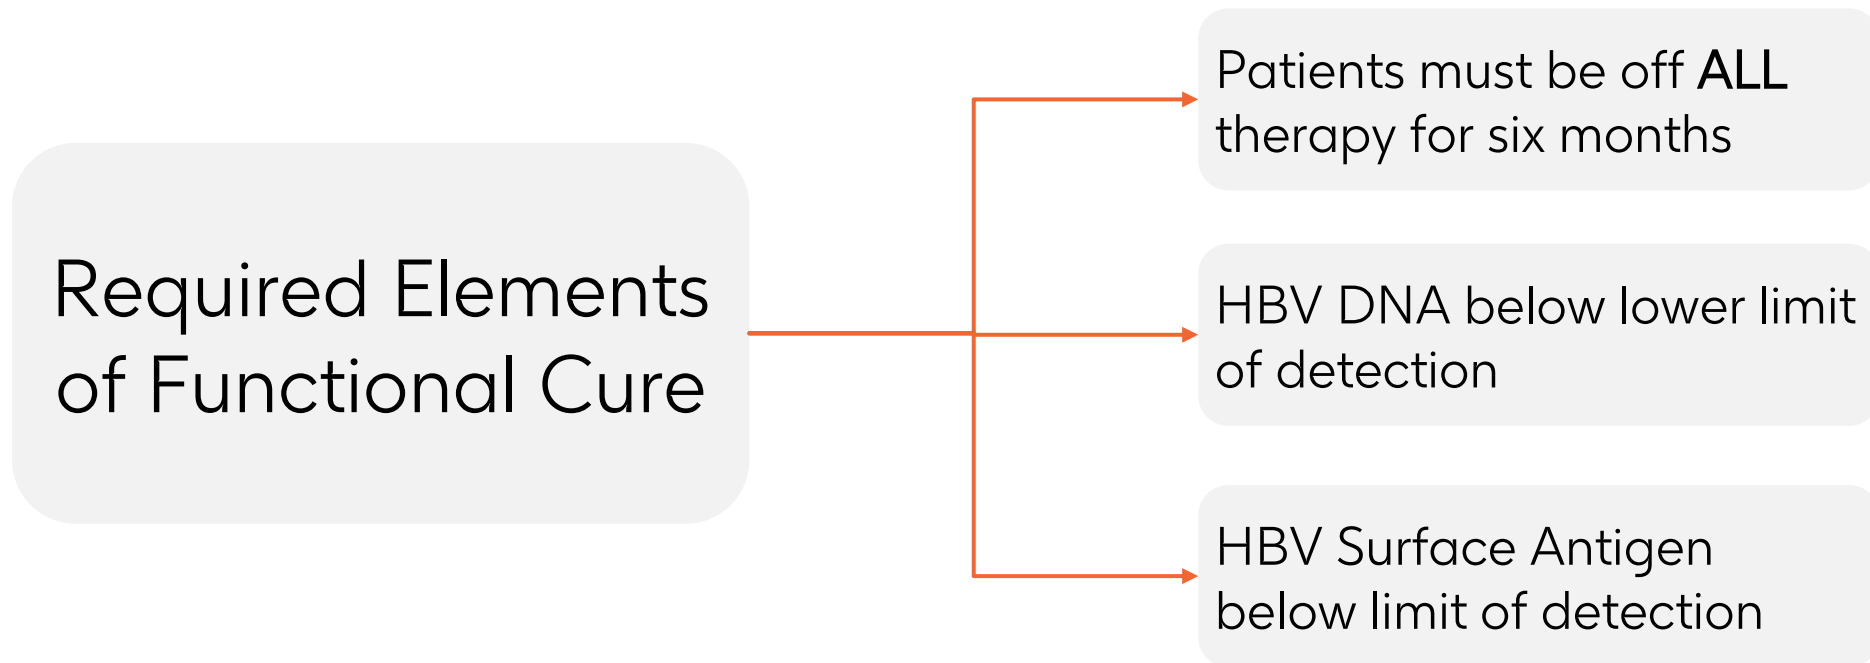 Required Elements
of Functional Cure
Patients must be off ALL
therapy for six months
HBV DNA below lower limit
of detection
HBV Surface Antigen
below limit of detection